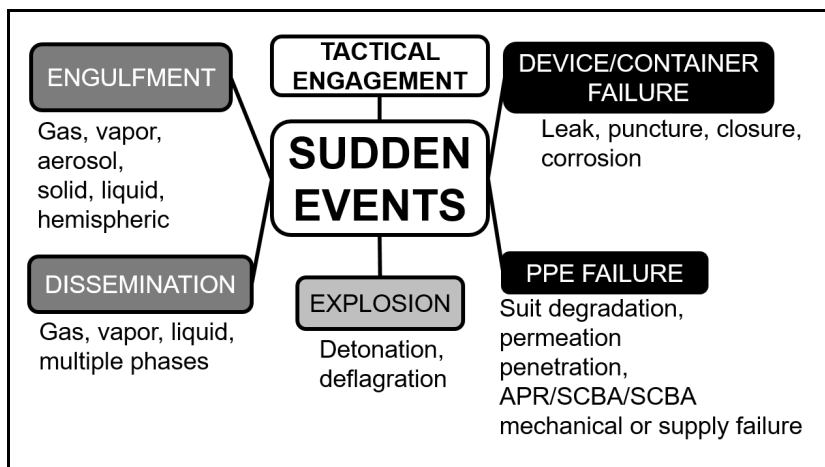 ENGULFMENT
Gas, vapor,
aerosol,
solid, liquid,
hemispheric
TACTICAL
ENGAGEMENT
DEVICE/CONTAINER
FAILURE
Leak, puncture, closure,
corrosion
SUDDEN
EVENTS
DISSEMINATION
Gas, vapor, liquid,
multiple phases
EXPLOSION
Detonation,
deflagration
PPE FAILURE
Suit degradation,
permeation
penetration,
APR/SCBA/SCBA
mechanical or supply failure